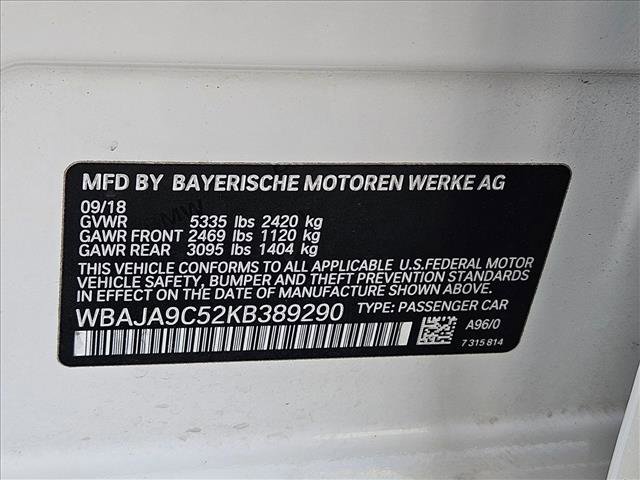 MFD BY BAYERISCHE MOTOREN WERKE AG
09/18
GVWR 5335 lbs 2420 kg
GAWR FRONT 2469 lbs 1120 kg
GAWR REAR 3095 lbs 1404 kg
THIS VEHICLE CONFORMS TO ALL APPLICABLE U.S.FEDERAL MOTOR
VEHICLE SAFETY, BUMPER AND THEFT PREVENTION STANDARDS
IN EFFECT ON THE DATE OF MANUFACTURE SHOWN ABOVE.
WBAJA9C52KB389290 TYPE: PASSENGER CAR
A96/0
7 315 814